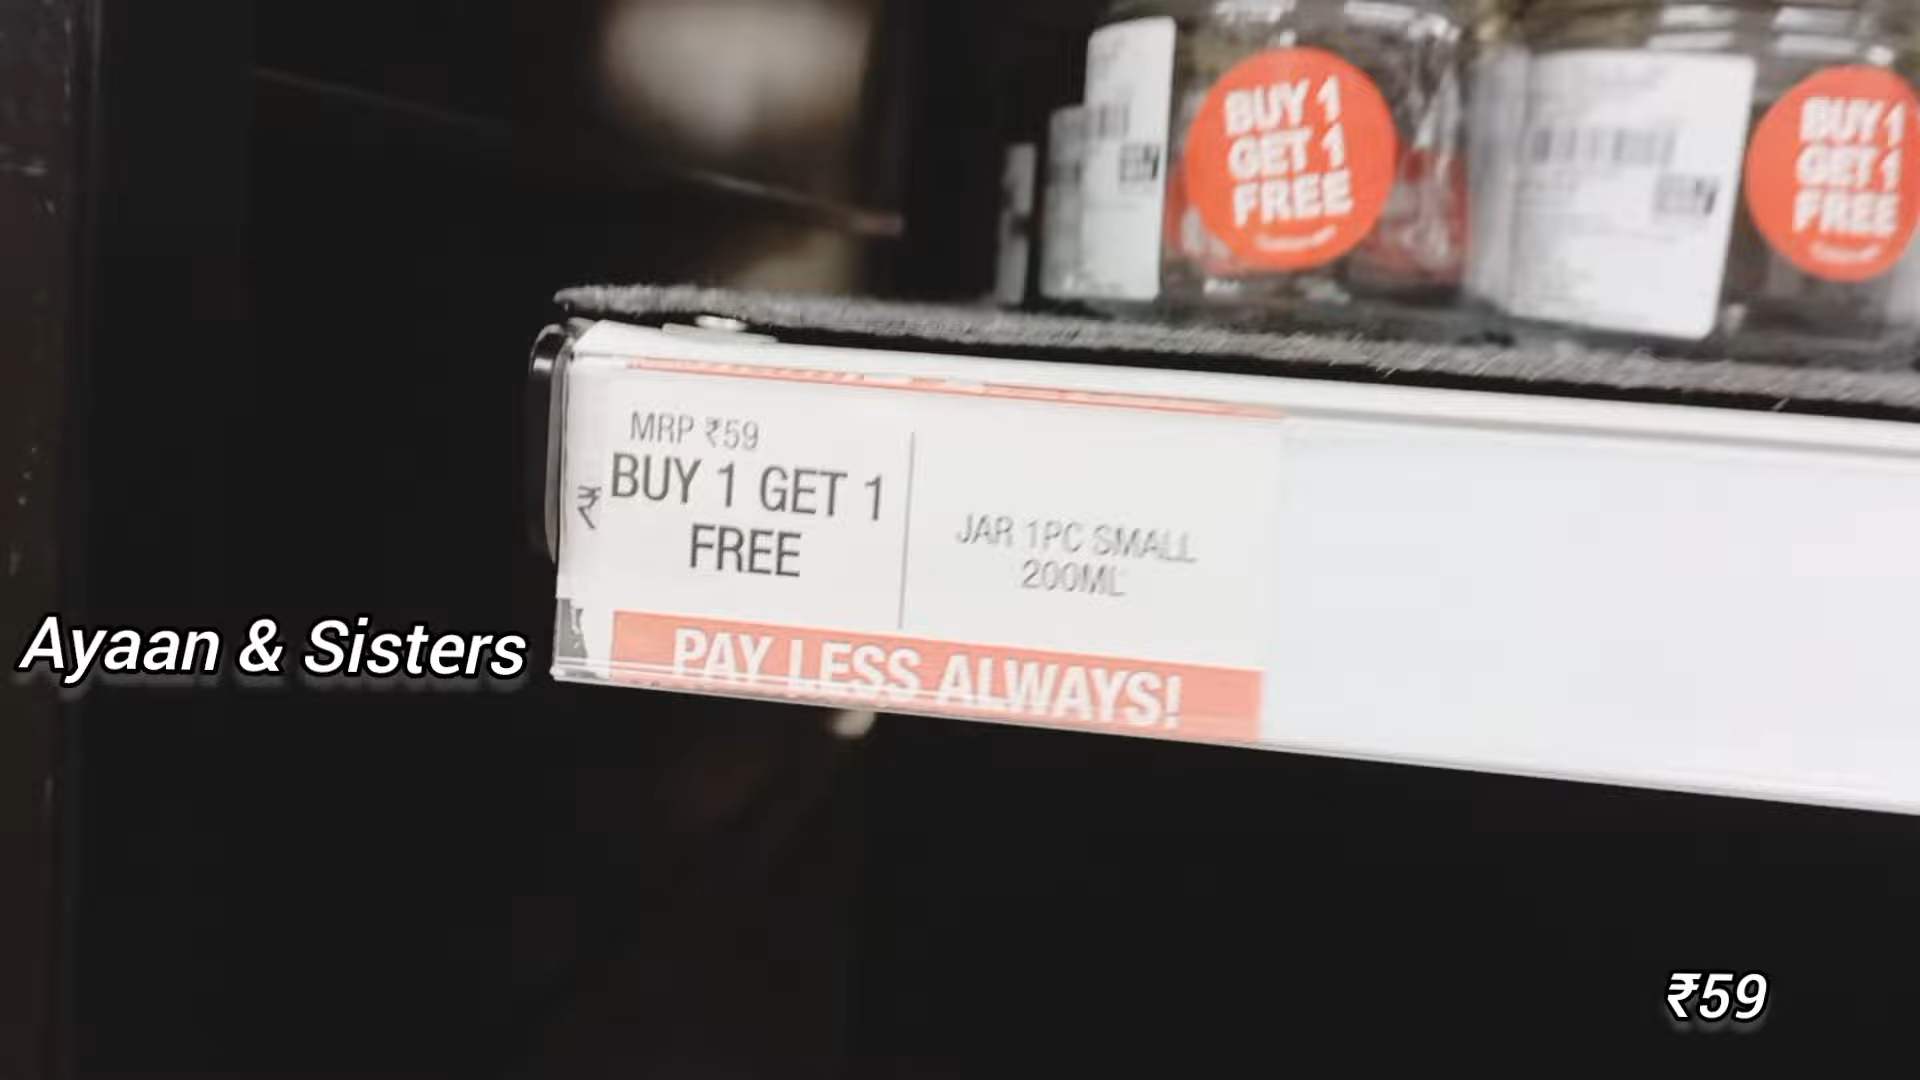 BUY 1
GET 1
FREE
BUY 1
GET 1
FREE
MRP ₹59
₹ BUY 1 GET 1
FREE
JAR 1PC SMALL
200ML
PAY LESS ALWAYS!
Ayaan & Sisters
₹59